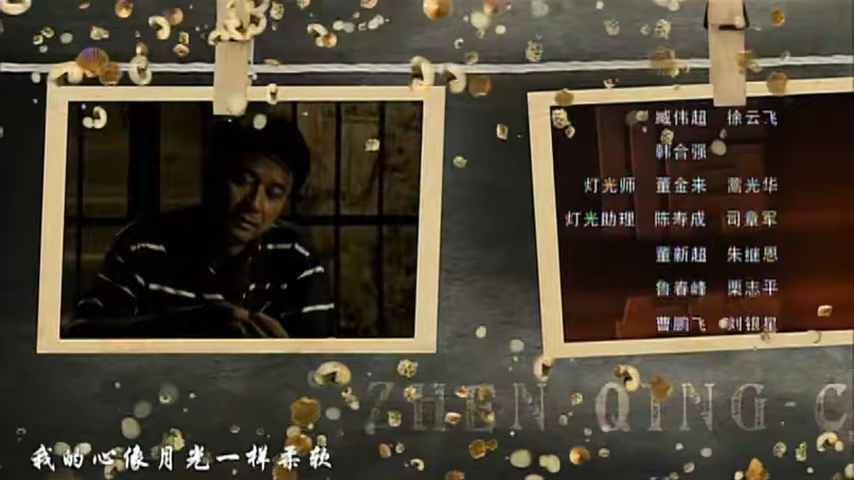 臧伟超 徐云飞
韩合强
灯光师 董金来 蔫光华
灯光助理 陈寿成 司章军
董新超 朱继恩
鲁春峰 栗志平
曹鹏飞 刘银星
ZHEN QING C
我的心像月光一样柔软